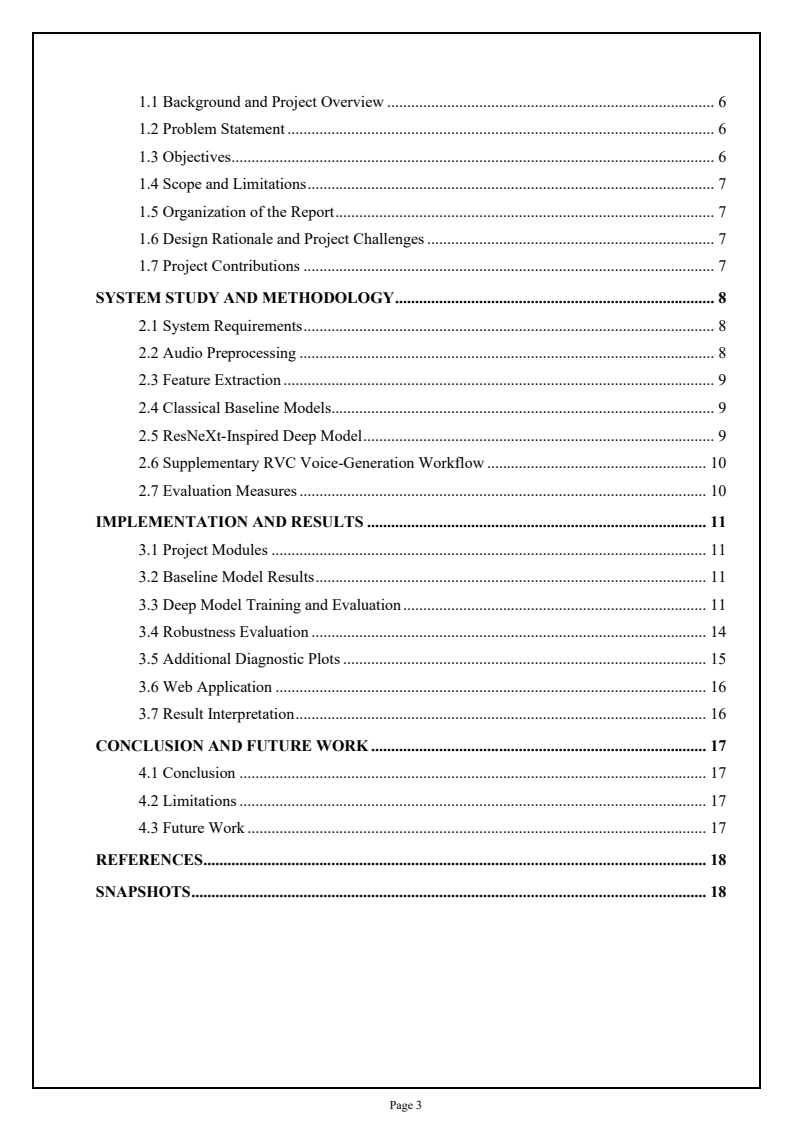 1.1 Background and Project Overview ................................................................................. 6
1.2 Problem Statement .......................................................................................................... 6
1.3 Objectives........................................................................................................................ 6
1.4 Scope and Limitations..................................................................................................... 7
1.5 Organization of the Report.............................................................................................. 7
1.6 Design Rationale and Project Challenges ....................................................................... 7
1.7 Project Contributions ...................................................................................................... 7
SYSTEM STUDY AND METHODOLOGY............................................................................... 8
2.1 System Requirements...................................................................................................... 8
2.2 Audio Preprocessing ....................................................................................................... 8
2.3 Feature Extraction ........................................................................................................... 9
2.4 Classical Baseline Models............................................................................................... 9
2.5 ResNeXt-Inspired Deep Model....................................................................................... 9
2.6 Supplementary RVC Voice-Generation Workflow ...................................................... 10
2.7 Evaluation Measures ..................................................................................................... 10
IMPLEMENTATION AND RESULTS .................................................................................... 11
3.1 Project Modules ............................................................................................................ 11
3.2 Baseline Model Results................................................................................................. 11
3.3 Deep Model Training and Evaluation ........................................................................... 11
3.4 Robustness Evaluation .................................................................................................. 14
3.5 Additional Diagnostic Plots .......................................................................................... 15
3.6 Web Application ........................................................................................................... 16
3.7 Result Interpretation...................................................................................................... 16
CONCLUSION AND FUTURE WORK ................................................................................... 17
4.1 Conclusion .................................................................................................................... 17
4.2 Limitations .................................................................................................................... 17
4.3 Future Work .................................................................................................................. 17
REFERENCES............................................................................................................................ 18
SNAPSHOTS............................................................................................................................... 18
Page 3